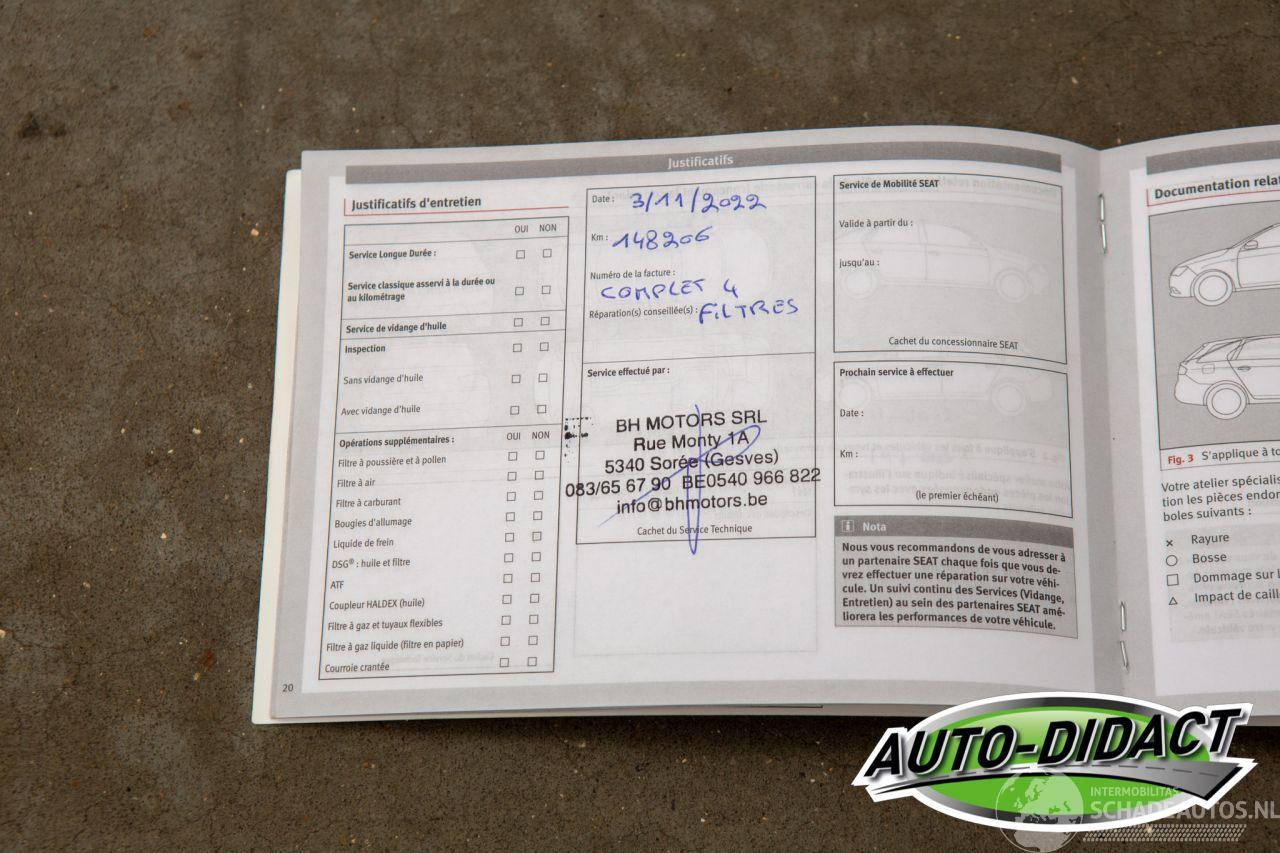 Justificatifs
Justificatifs d'entretien
OUI NON
Service Longue Durée :
Service classique asservi à la durée ou
au kilométrage
Service de vidange d'huile
Inspection
Sans vidange d'huile
Avec vidange d'huile
Opérations supplémentaires : OUI NON
Filtre à poussière et à pollen
Filtre à air
Filtre à carburant
Bougies d'allumage
Liquide de frein
DSG® : huile et filtre
ATF
Coupleur HALDEX (huile)
Filtre à gaz et tuyaux flexibles
Filtre à gaz liquide (filtre en papier)
Courroie crantée
20
Date : 3/11/2022
Km : 148206
Numéro de la facture :
COMPLET 4
Réparation(s) conseillée(s) : FILTRES
Service effectué par :
BH MOTORS SRL
Rue Monty 1A
5340 Sorée (Gesves)
083/65 67 90 BE0540 966 822
info@bhmotors.be
Cachet du Service Technique
Service de Mobilité SEAT
Valide à partir du :
jusqu'au :
Cachet du concessionnaire SEAT
Prochain service à effectuer
Date :
Km :
(le premier échéant)
i Nota
Nous vous recommandons de vous adresser à
un partenaire SEAT chaque fois que vous de-
vrez effectuer une réparation sur votre véhi-
cule. Un suivi continu des Services (Vidange,
Entretien) au sein des partenaires SEAT amé-
liorera les performances de votre véhicule.
Documentation rela
Fig. 3 S'applique à to
Votre atelier spécialis
tion les pièces endor
boles suivants :
× Rayure
○ Bosse
□ Dommage sur l
△ Impact de caill
AUTO-DIDACT
INTERMOBILITAS
SCHADEAUTOS.NL